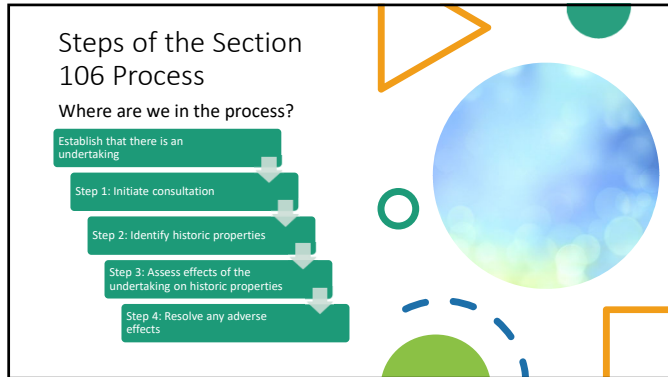 Steps of the Section
106 Process
Where are we in the process?
Establish that there is an
undertaking
Step 1: Initiate consultation
Step 2: Identify historic properties
Step 3: Assess effects of the
undertaking on historic properties
Step 4: Resolve any adverse
effects